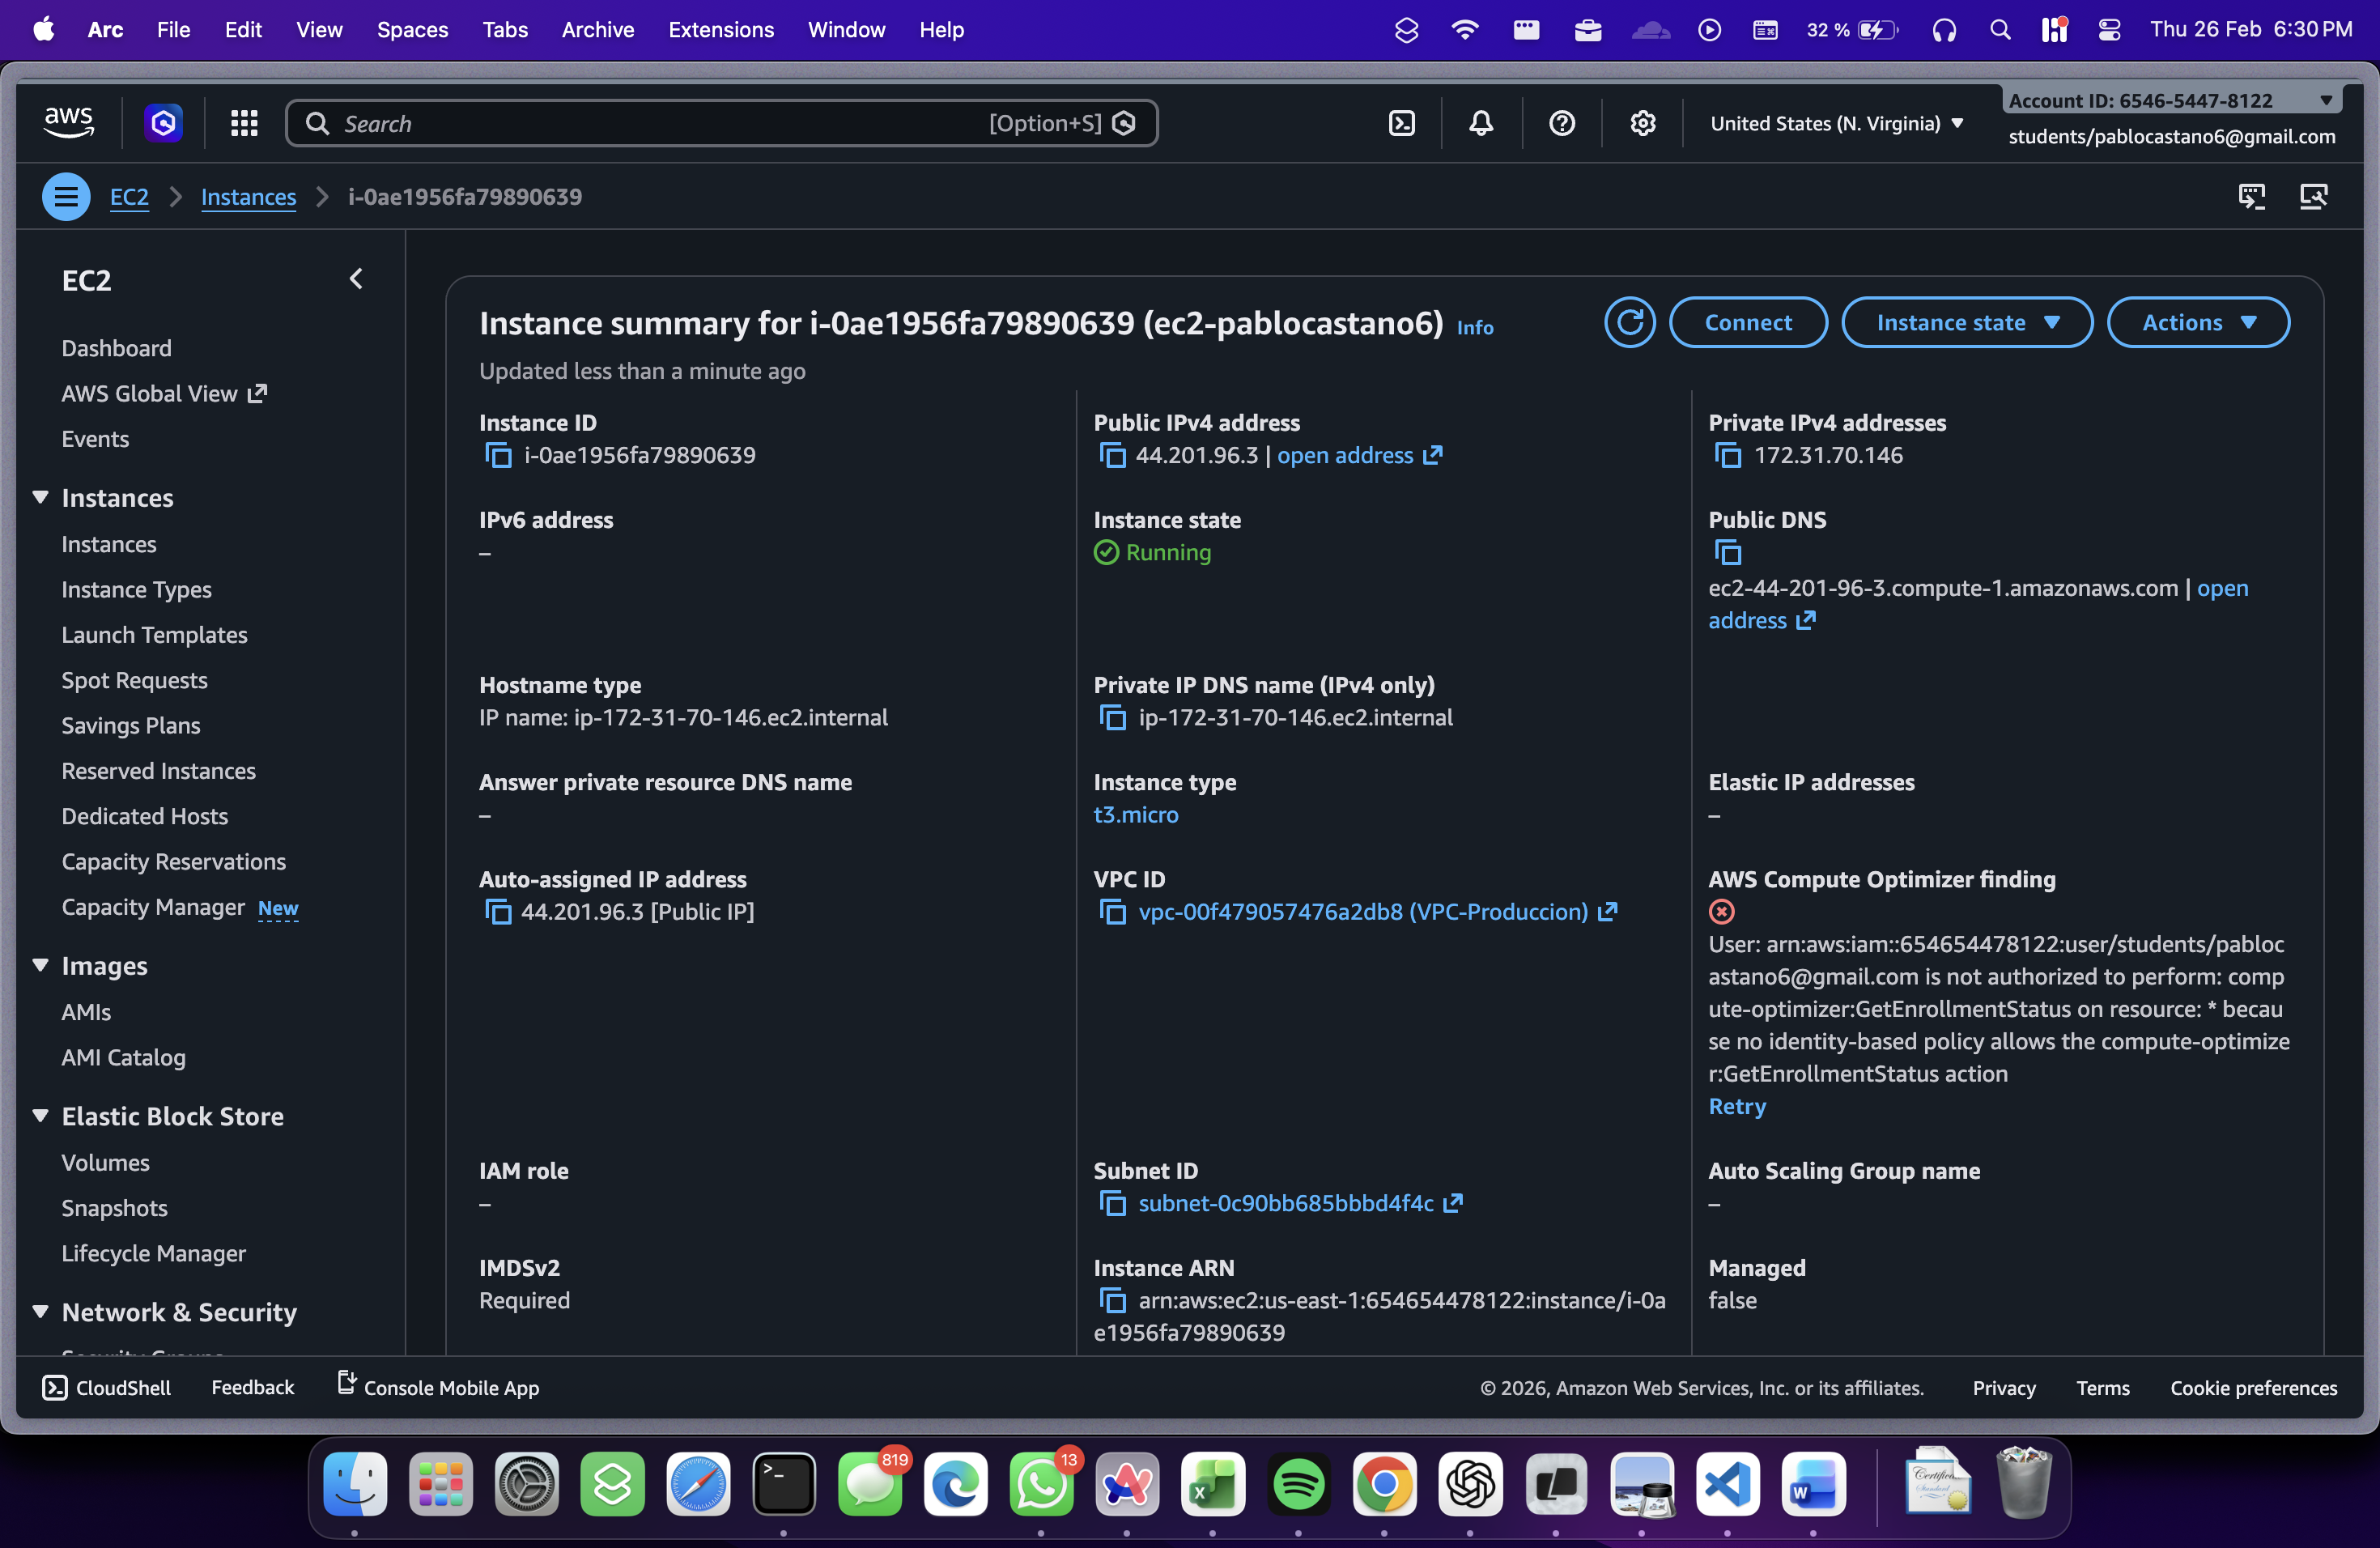 Arc File Edit View Spaces Tabs Archive Extensions Window Help 32 % Thu 26 Feb 6:30 PM
aws Search [Option+S] United States (N. Virginia) Account ID: 6546-5447-8122
students/pablocastano6@gmail.com
EC2 Instances i-0ae1956fa79890639
EC2
Dashboard
AWS Global View
Events
Instances
Instances
Instance Types
Launch Templates
Spot Requests
Savings Plans
Reserved Instances
Dedicated Hosts
Capacity Reservations
Capacity Manager New
Images
AMIs
AMI Catalog
Elastic Block Store
Volumes
Snapshots
Lifecycle Manager
Network & Security
Security Groups
Instance summary for i-0ae1956fa79890639 (ec2-pablocastano6) Info
Connect Instance state Actions
Updated less than a minute ago
Instance ID
i-0ae1956fa79890639
Public IPv4 address
44.201.96.3 | open address
Private IPv4 addresses
172.31.70.146
IPv6 address
–
Instance state
Running
Public DNS
ec2-44-201-96-3.compute-1.amazonaws.com | open
address
Hostname type
IP name: ip-172-31-70-146.ec2.internal
Private IP DNS name (IPv4 only)
ip-172-31-70-146.ec2.internal
Answer private resource DNS name
–
Instance type
t3.micro
Elastic IP addresses
–
Auto-assigned IP address
44.201.96.3 [Public IP]
VPC ID
vpc-00f479057476a2db8 (VPC-Produccion)
AWS Compute Optimizer finding
User: arn:aws:iam::654654478122:user/students/pabloc
astano6@gmail.com is not authorized to perform: comp
ute-optimizer:GetEnrollmentStatus on resource: * becau
se no identity-based policy allows the compute-optimize
r:GetEnrollmentStatus action
Retry
IAM role
–
Subnet ID
subnet-0c90bb685bbbd4f4c
Auto Scaling Group name
–
IMDSv2
Required
Instance ARN
arn:aws:ec2:us-east-1:654654478122:instance/i-0a
e1956fa79890639
Managed
false
CloudShell Feedback Console Mobile App © 2026, Amazon Web Services, Inc. or its affiliates. Privacy Terms Cookie preferences
819
13